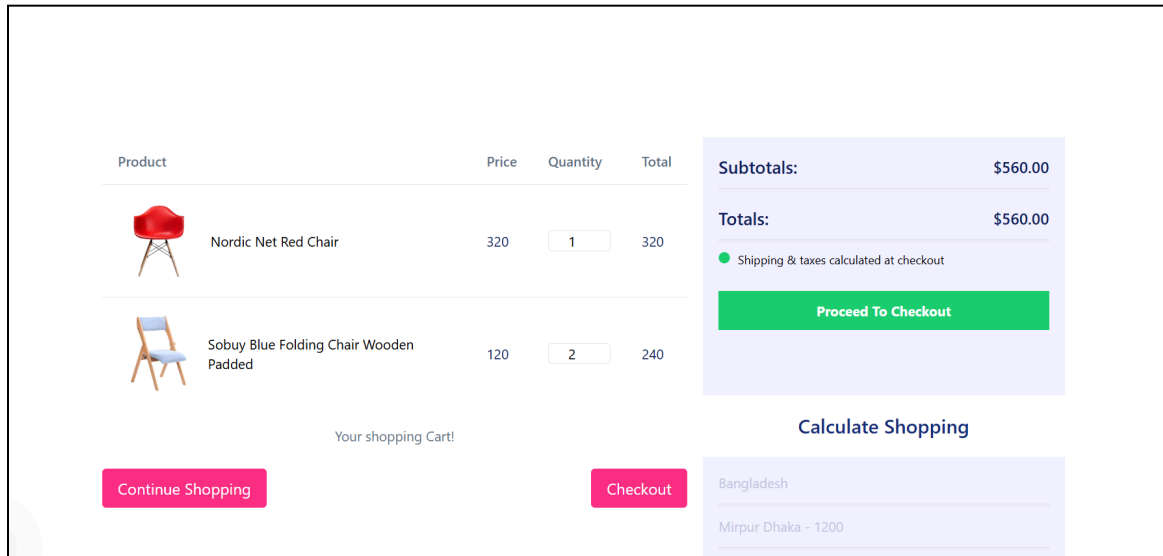 Product Price Quantity Total
Nordic Net Red Chair 320 1 320
Sobuy Blue Folding Chair Wooden
Padded
120 2 240
Your shopping Cart!
Continue Shopping Checkout
Subtotals: $560.00
Totals: $560.00
Shipping & taxes calculated at checkout
Proceed To Checkout
Calculate Shopping
Bangladesh
Mirpur Dhaka - 1200